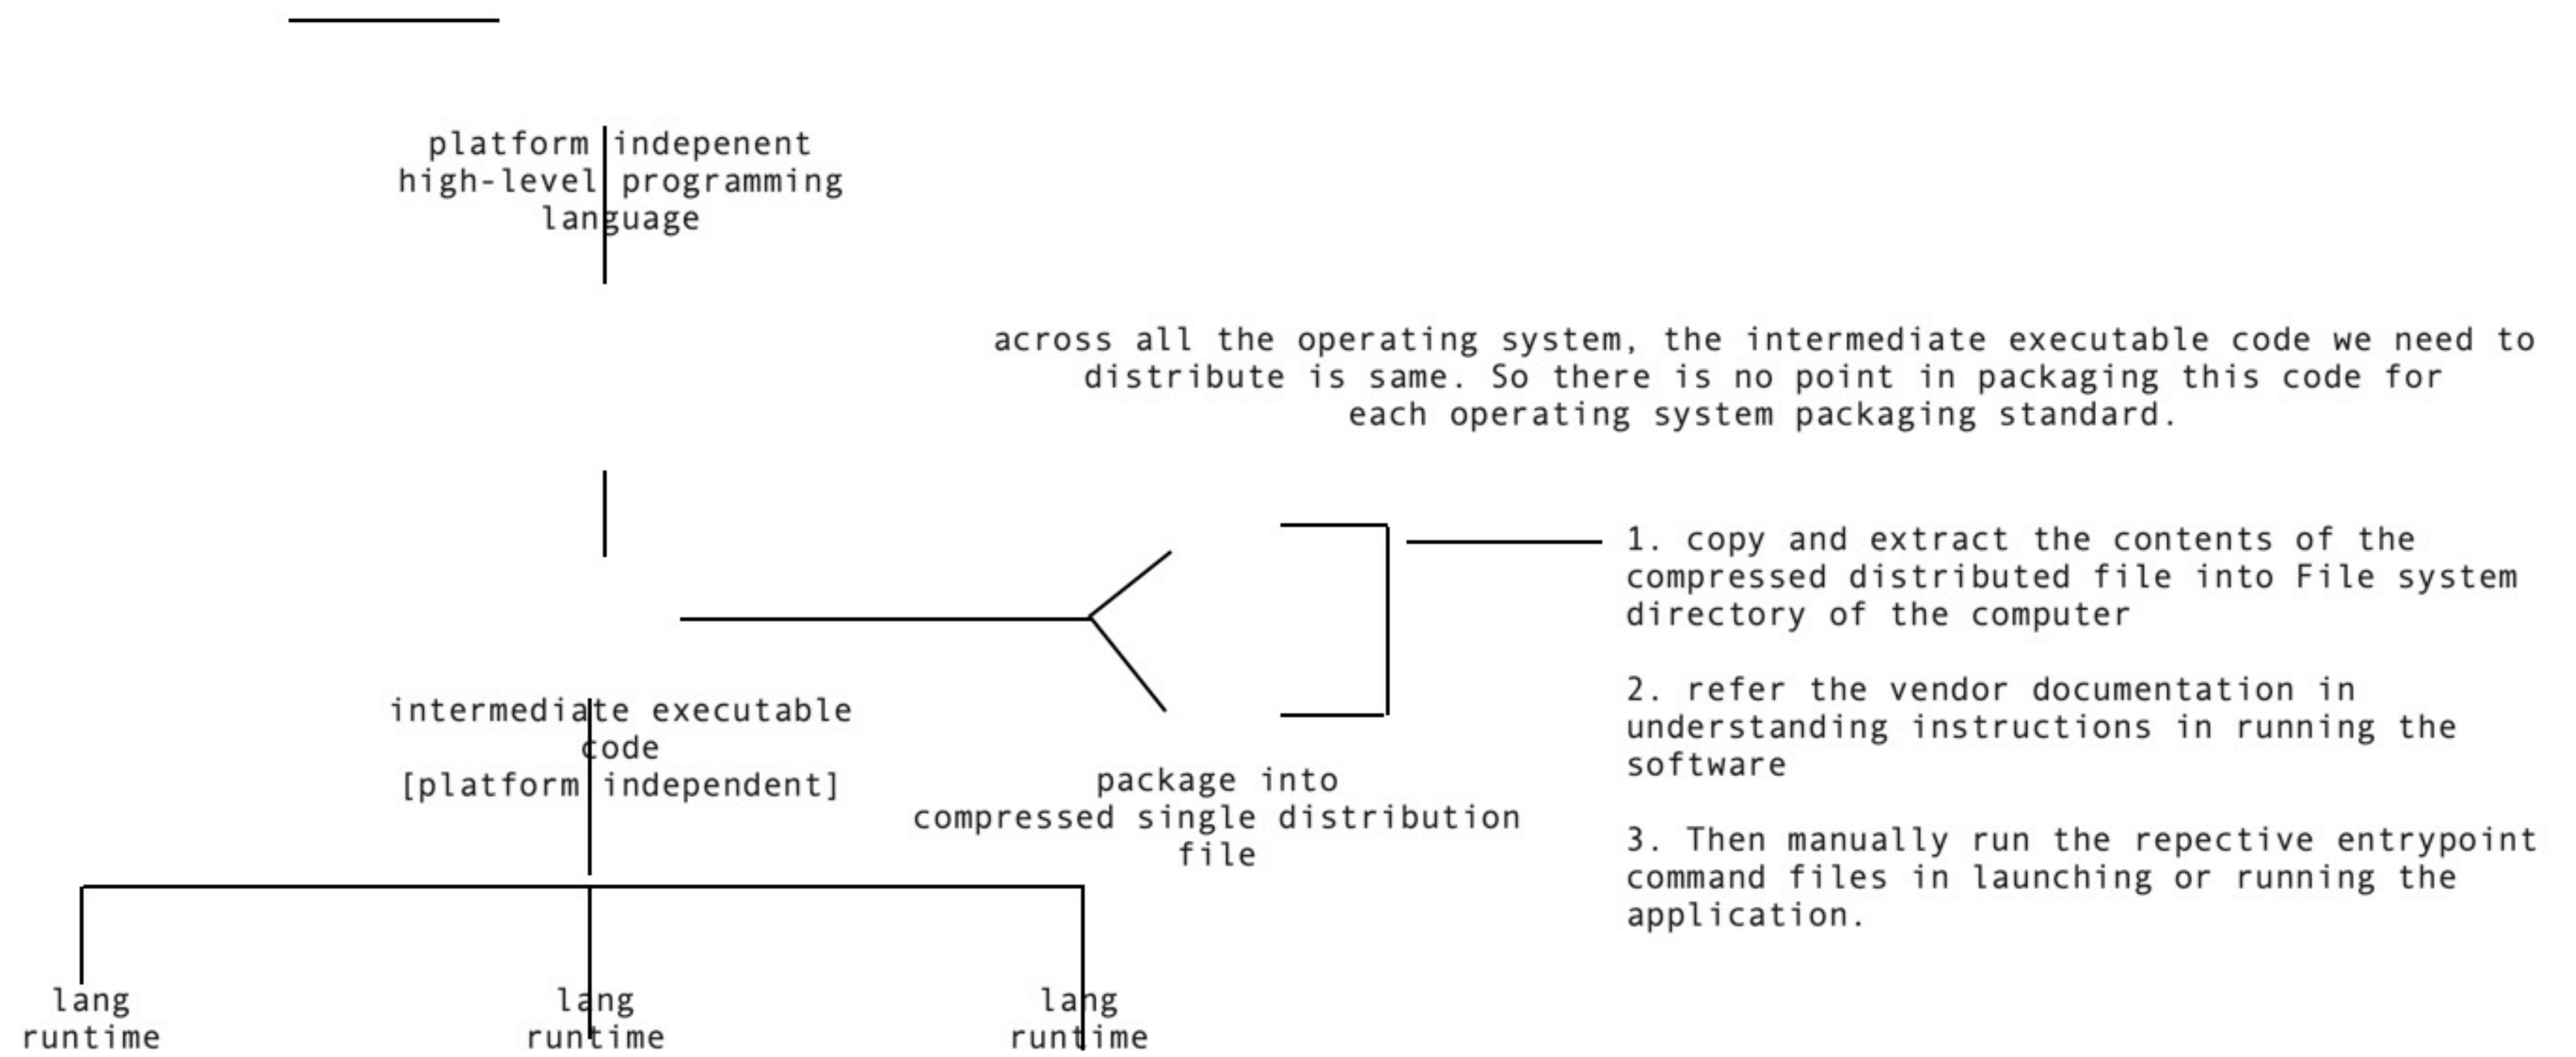 platform indepenent
high-level programming
language
across all the operating system, the intermediate executable code we need to
distribute is same. So there is no point in packaging this code for
each operating system packaging standard.
1. copy and extract the contents of the
compressed distributed file into File system
directory of the computer
2. refer the vendor documentation in
understanding instructions in running the
software
3. Then manually run the repective entrypoint
command files in launching or running the
application.
intermediate executable
code
[platform independent]
package into
compressed single distribution
file
lang
runtime
lang
runtime
lang
runtime